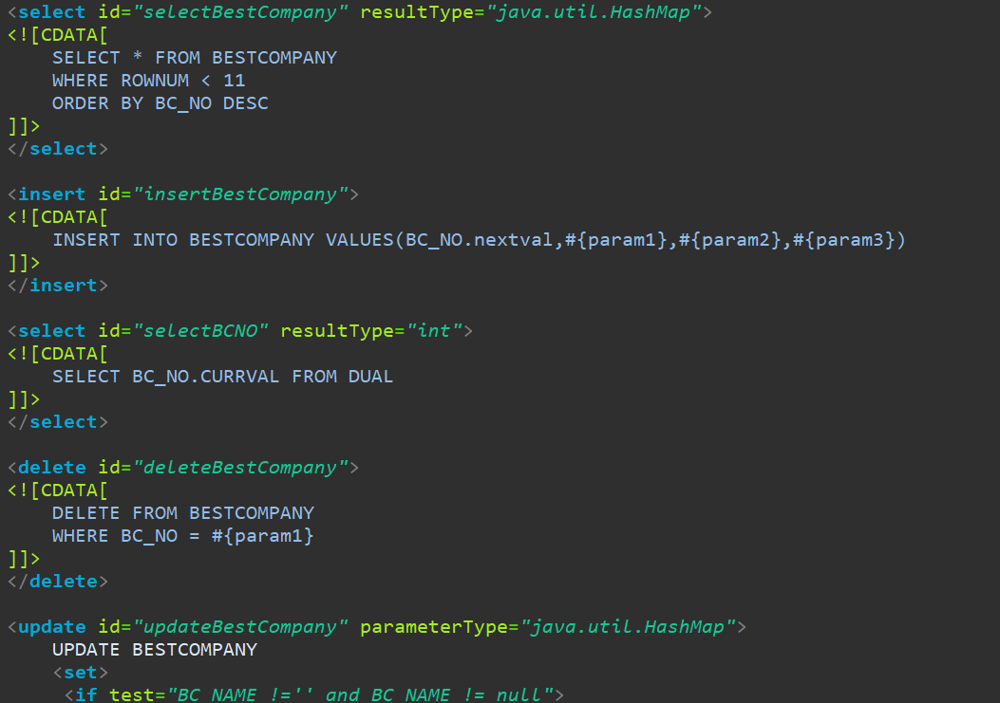 <select id="selectBestCompany" resultType="java.util.HashMap">
<![CDATA[
SELECT * FROM BESTCOMPANY
WHERE ROWNUM < 11
ORDER BY BC_NO DESC
]]>
</select>
<insert id="insertBestCompany">
<![CDATA[
INSERT INTO BESTCOMPANY VALUES(BC_NO.nextval,#{param1},#{param2},#{param3})
]]>
</insert>
<select id="selectBCNO" resultType="int">
<![CDATA[
SELECT BC_NO.CURRVAL FROM DUAL
]]>
</select>
<delete id="deleteBestCompany">
<![CDATA[
DELETE FROM BESTCOMPANY
WHERE BC_NO = #{param1}
]]>
</delete>
<update id="updateBestCompany" parameterType="java.util.HashMap">
UPDATE BESTCOMPANY
<set>
<if test="BC_NAME !='' and BC_NAME != null">